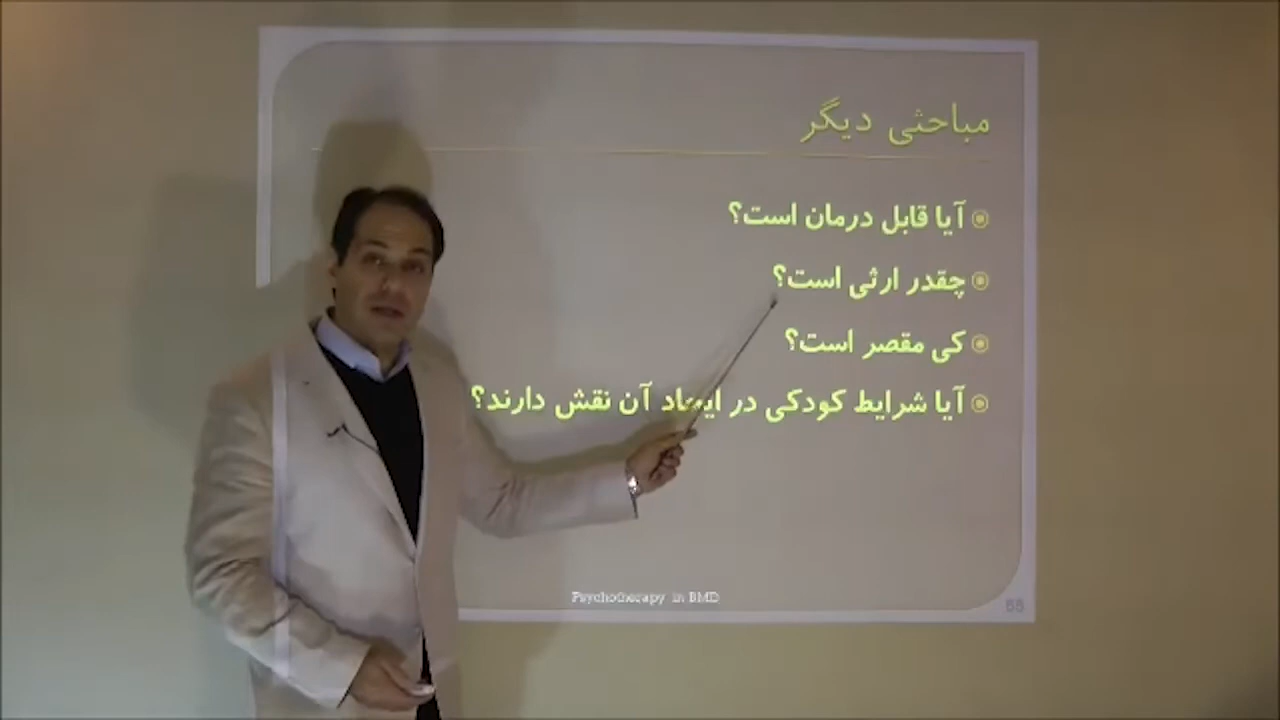 مباحثی دیگر
آیا قابل درمان است؟
چقدر ارثی است؟
کی مقصر است؟
آیا شرایط کودکی در ایجاد آن نقش دارند؟
Psychotherapy in BMD
55